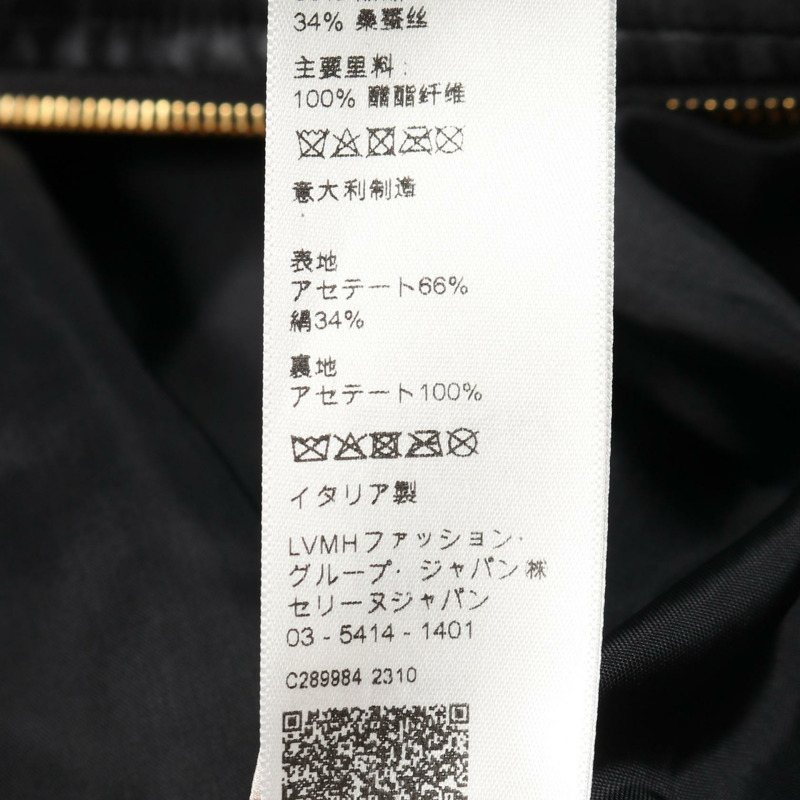 34% 桑蚕丝
主要里料：
100% 醋酯纤维
意大利制造
表地
アセテート66%
絹34%
裏地
アセテート100%
イタリア製
LVMHファッション・
グループ・ジャパン㈱
セリーヌジャパン
03 - 5414 - 1401
C289984 2310